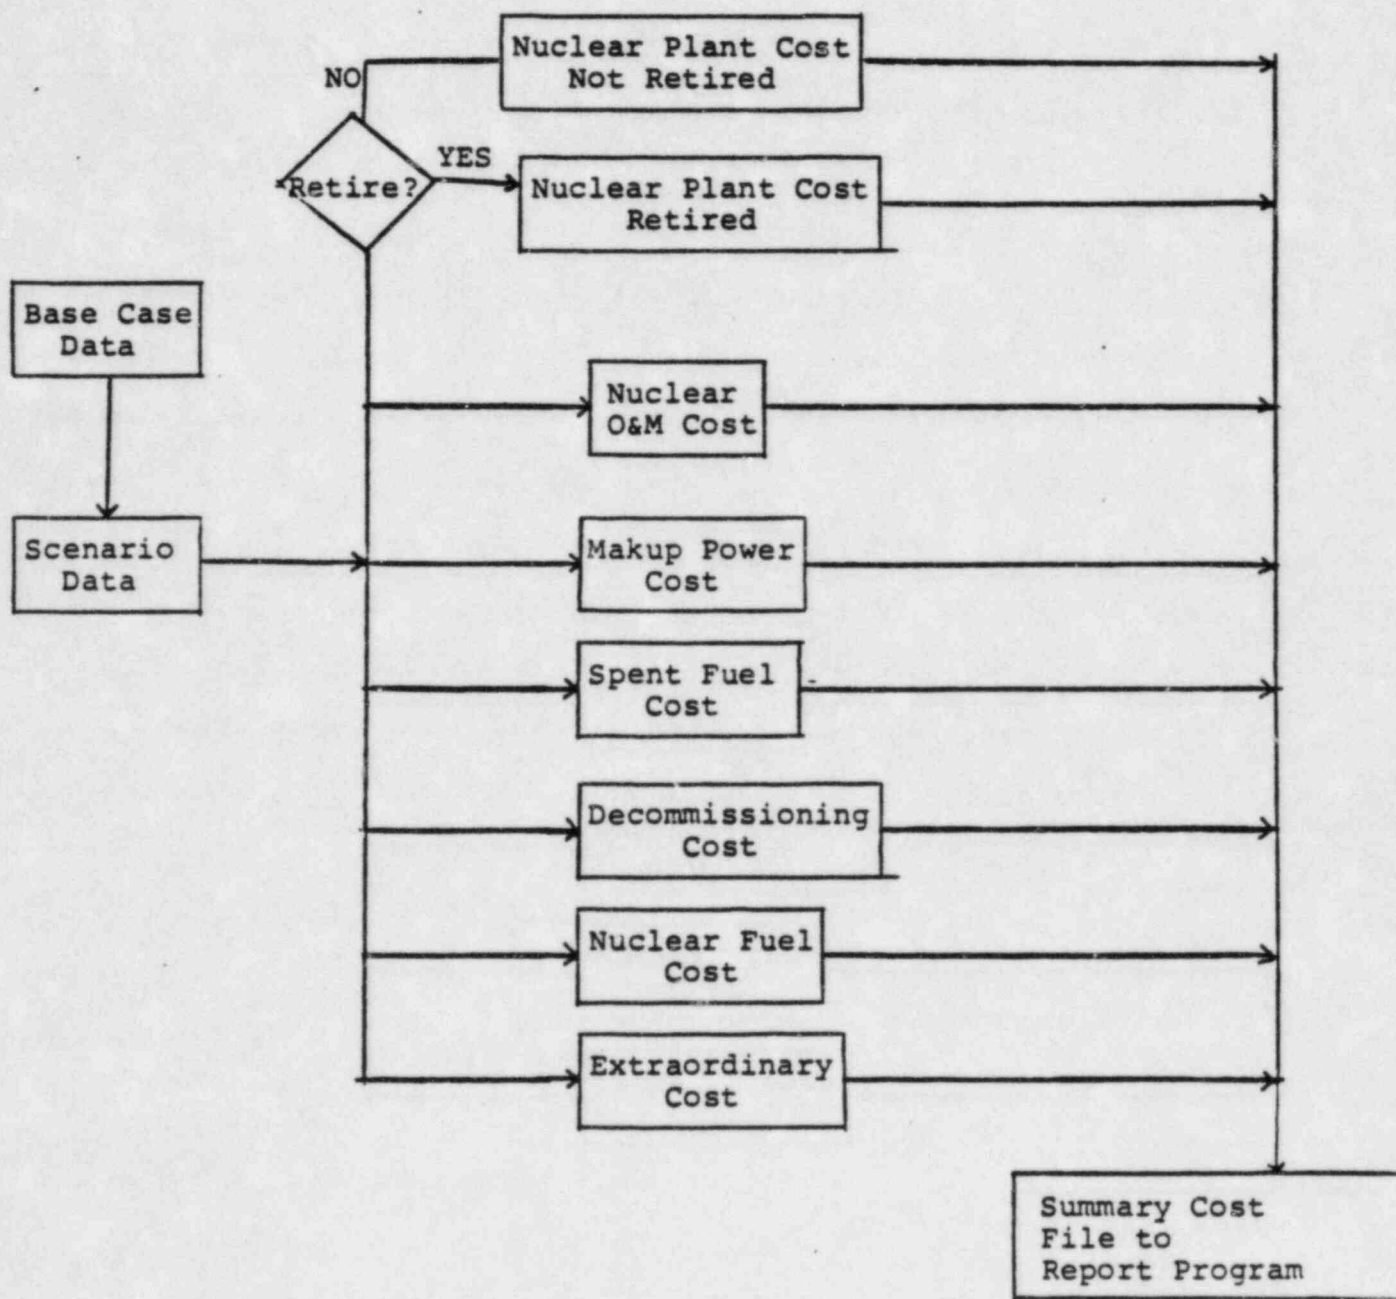 Nuclear Plant Cost
Not Retired
NO
YES
Retire?
Nuclear Plant Cost
Retired
Base Case
Data
Nuclear
O&M Cost
Scenario
Data
Makup Power
Cost
Spent Fuel
Cost
Decommissioning
Cost
Nuclear Fuel
Cost
Extraordinary
Cost
Summary Cost
File to
Report Program